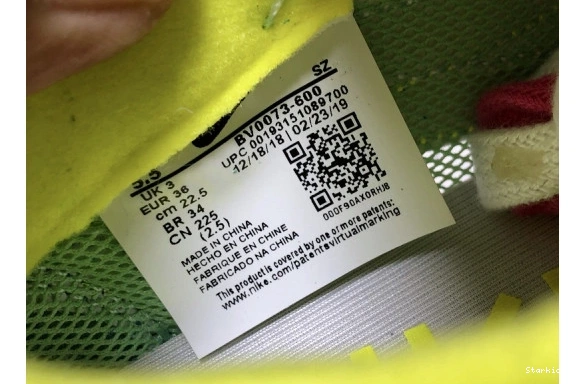 SZ
BV0073-600
UPC 00193151089700
12/18/18 | 02/23/19
3.5
UK 3
EUR 36
cm 22.5
BR 34
CN 225
(2.5)
00OF9OAX0RHJB
MADE IN CHINA
HECHO EN CHINA
FABRIQUE EN CHINE
FABRICADO NA CHINA
This product is covered by one or more patents:
www.nike.com/patentsvirtualmarking